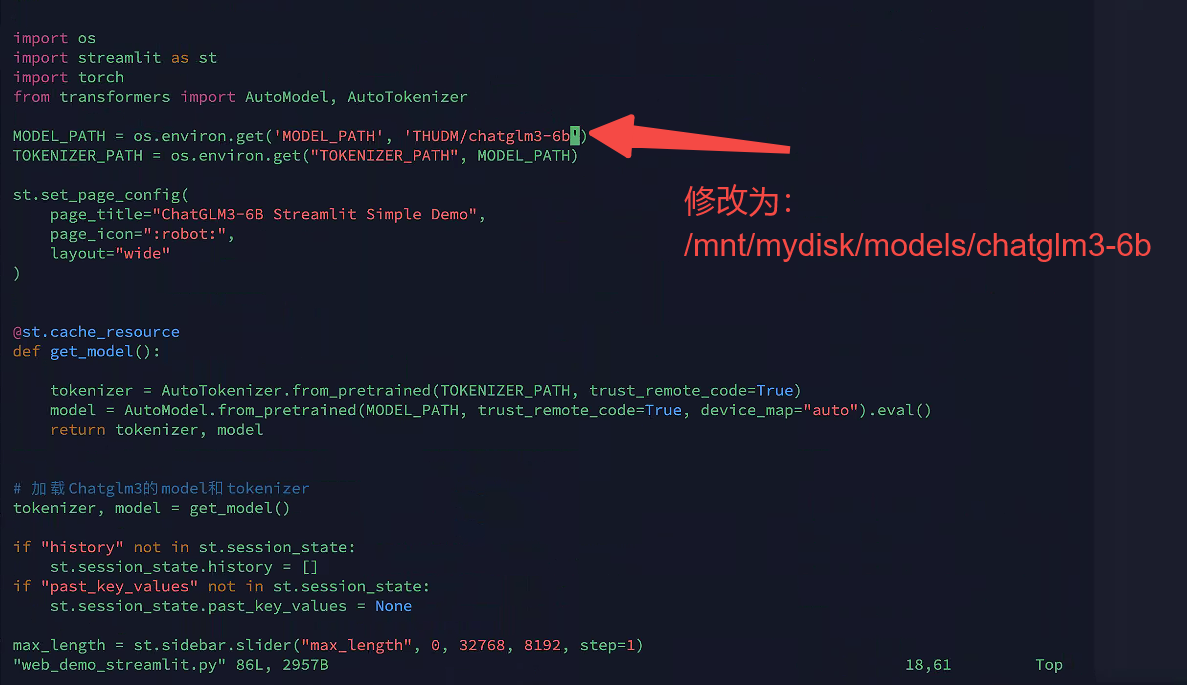 import os
import streamlit as st
import torch
from transformers import AutoModel, AutoTokenizer
MODEL_PATH = os.environ.get('MODEL_PATH', 'THUDM/chatglm3-6b')
TOKENIZER_PATH = os.environ.get("TOKENIZER_PATH", MODEL_PATH)
修改为：
/mnt/mydisk/models/chatglm3-6b
st.set_page_config(
    page_title="ChatGLM3-6B Streamlit Simple Demo",
    page_icon=":robot:",
    layout="wide"
)
@st.cache_resource
def get_model():
    tokenizer = AutoTokenizer.from_pretrained(TOKENIZER_PATH, trust_remote_code=True)
    model = AutoModel.from_pretrained(MODEL_PATH, trust_remote_code=True, device_map="auto").eval()
    return tokenizer, model
# 加载Chatglm3的model和tokenizer
tokenizer, model = get_model()
if "history" not in st.session_state:
    st.session_state.history = []
if "past_key_values" not in st.session_state:
    st.session_state.past_key_values = None
max_length = st.sidebar.slider("max_length", 0, 32768, 8192, step=1)
"web_demo_streamlit.py" 86L, 2957B 18,61 Top